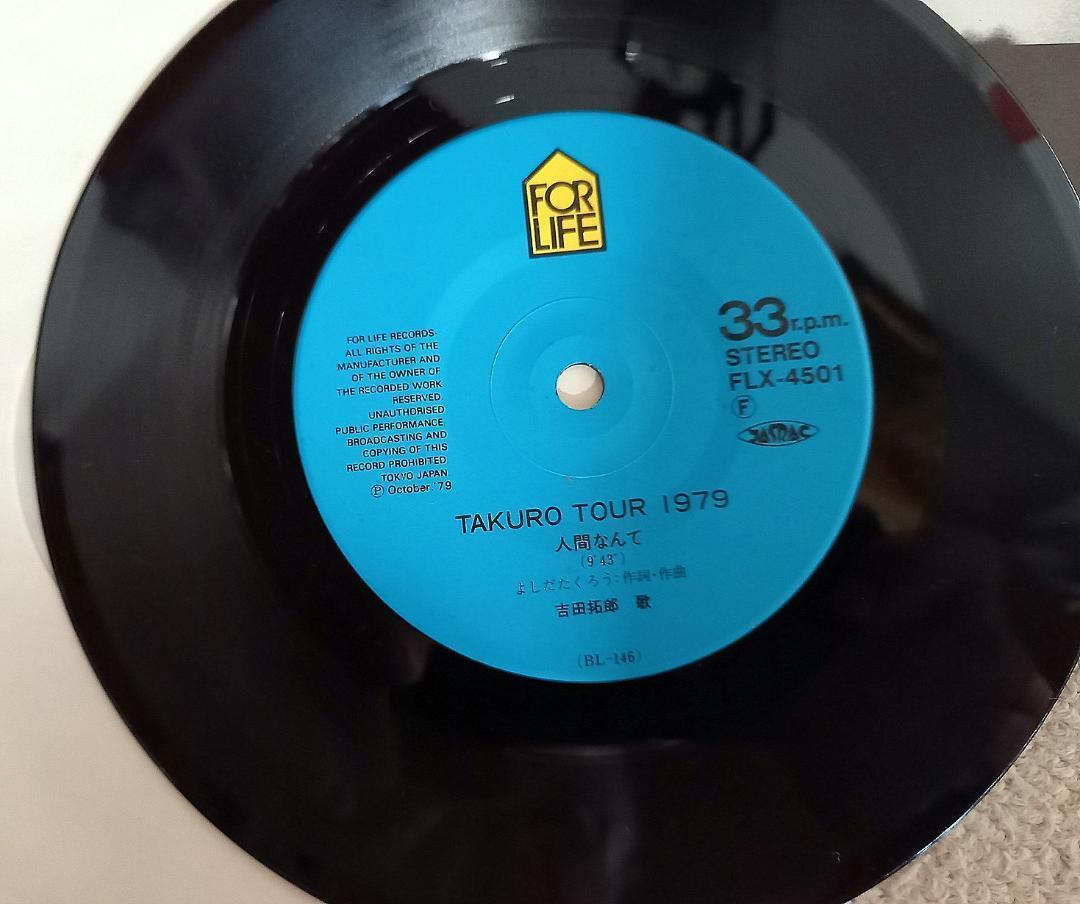 FOR
LIFE
33 r.p.m.
STEREO
FLX-4501
Ⓕ
JASRAC
FOR LIFE RECORDS·
ALL RIGHTS OF THE
MANUFACTURER AND
OF THE OWNER OF
THE RECORDED WORK
RESERVED.
UNAUTHORISED
PUBLIC PERFORMANCE,
BROADCASTING AND
COPYING OF THIS
RECORD PROHIBITED
TOKYO JAPAN
Ⓟ October.'79
TAKURO TOUR 1979
人間なんて
(9'43")
よしだたくろう:作詞・作曲
吉田拓郎 歌
(BL-146)